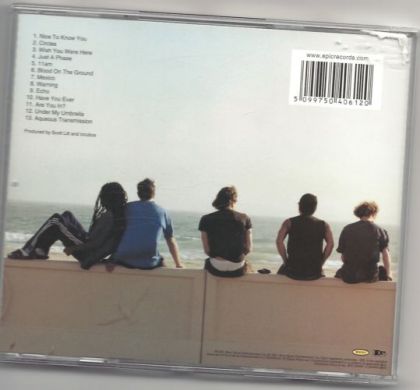 1. Nice To Know You
2. Circles
3. Wish You Were Here
4. Just A Phase
5. 11am
6. Blood On The Ground
7. Mexico
8. Warning
9. Echo
10. Have You Ever
11. Are You In?
12. Under My Umbrella
13. Aqueous Transmission
Produced by Scott Litt and Incubus
www.epicrecords.com
5 099750 406120